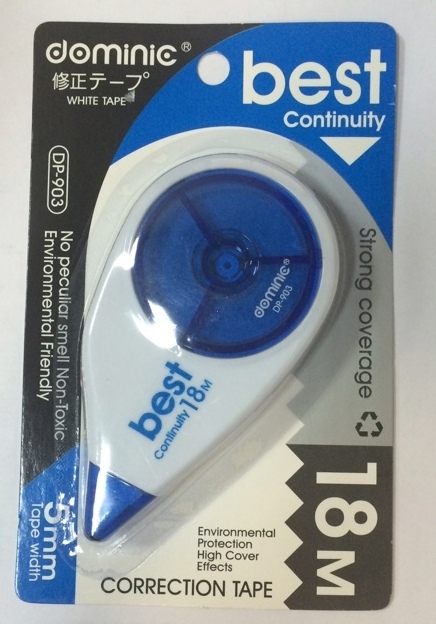 dominic®
修正テープ
WHITE TAPE
best
Continuity
DP-903
No peculiar smell Non-Toxic
Environmental Friendly
Strong coverage
dominic®
DP-903
best
Continuity 18M
5mm
Tape width
18M
Environmental
Protection
High Cover
Effects
CORRECTION TAPE